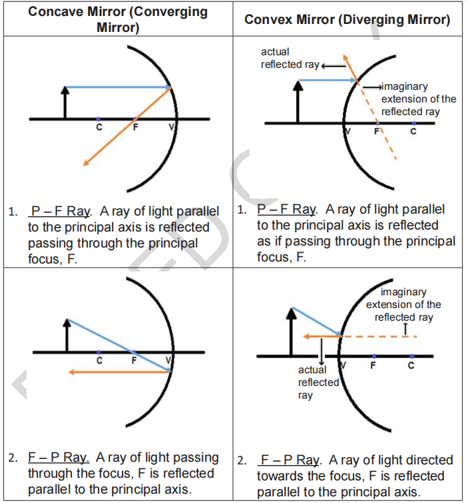 Concave Mirror (Converging
Mirror)
Convex Mirror (Diverging Mirror)
C
F
V
1. P – F Ray. A ray of light parallel
to the principal axis is reflected
passing through the principal
focus, F.
actual
reflected ray
imaginary
extension of the
reflected ray
V
F
C
1. P – F Ray. A ray of light parallel
to the principal axis is reflected
as if passing through the principal
focus, F.
C
F
V
2. F – P Ray. A ray of light passing
through the focus, F is reflected
parallel to the principal axis.
imaginary
extension of the
reflected ray
V
F
C
actual
reflected
ray
2. F – P Ray. A ray of light directed
towards the focus, F is reflected
parallel to the principal axis.